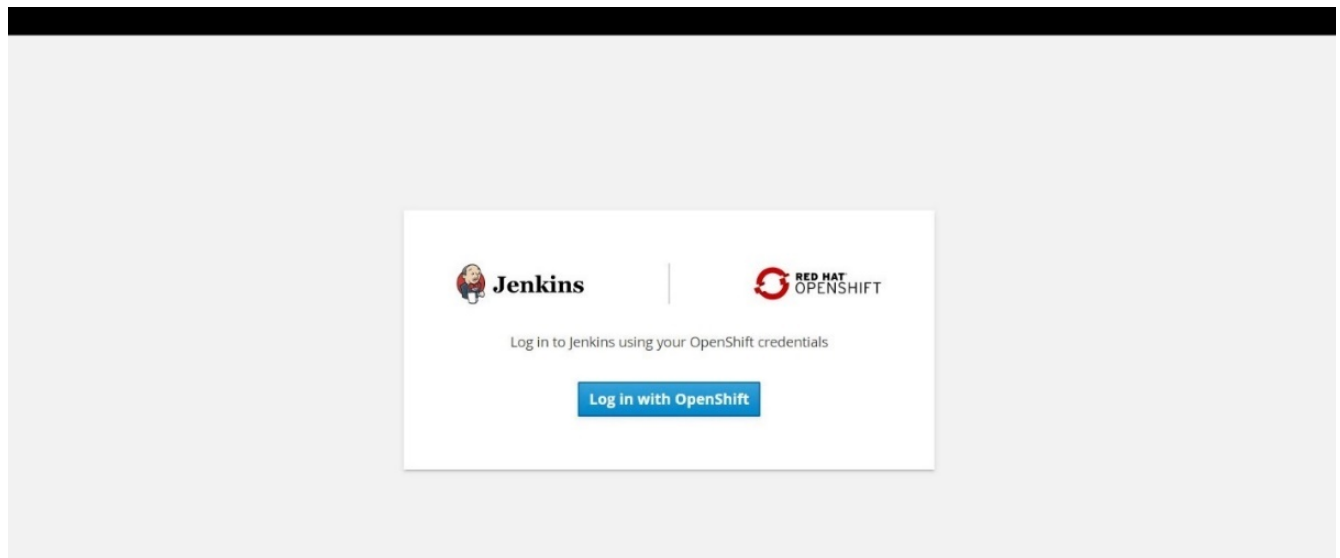 Jenkins
RED HAT
OPENSHIFT
Log in to Jenkins using your OpenShift credentials
Log in with OpenShift